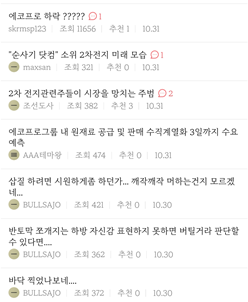 에코프로 하락 ????? 1
skrmsp123 조회 11656 추천 1 10.31
"순사기 닷컴" 소위 2차전지 미래 모습 1
maxsan 조회 321 추천 0 10.31
2차 전지관련주들이 시장을 망치는 주범 2
조선도사 조회 382 추천 3 10.31
에코프로그룹 내 원재료 공급 및 판매 수직계열화 3일까지 수요
예측
AAA테마왕 조회 474 추천 0 10.31
삽질 하려면 시원하게좀 하던가... 깨작깨작 머하는건지 모르겠
네...
BULLSAJO 조회 421 추천 0 10.30
반토막 쪼개지는 하방 자신감 표현하지 못하면 버틸거라 판단할
수 있다면....
BULLSAJO 조회 362 추천 0 10.30
바닥 찍었나보네....
BULLSAJO 조회 372 추천 0 10.30